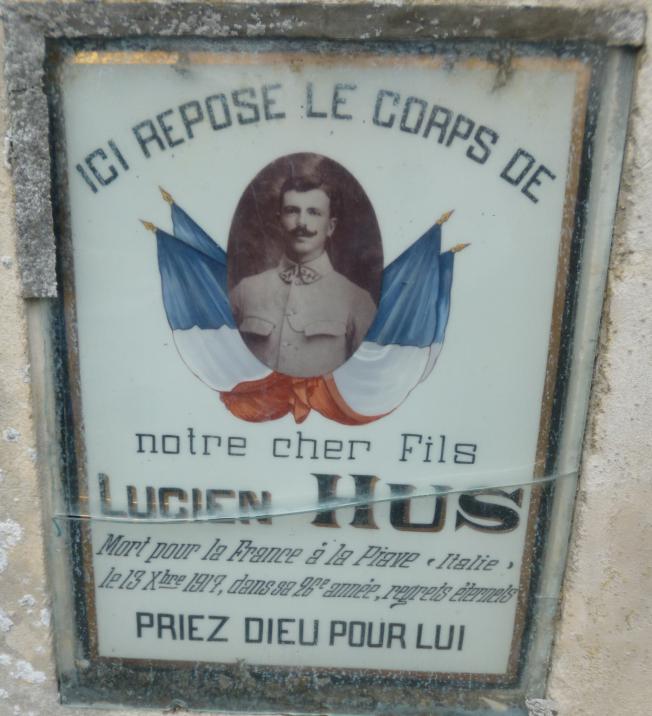 ICI REPOSE LE CORPS DE
notre cher Fils
LUCIEN HUS
Mort pour la France à la Piave « Italie »
le 13 Xbre 1917, dans sa 26e année, regrets éternels
PRIEZ DIEU POUR LUI